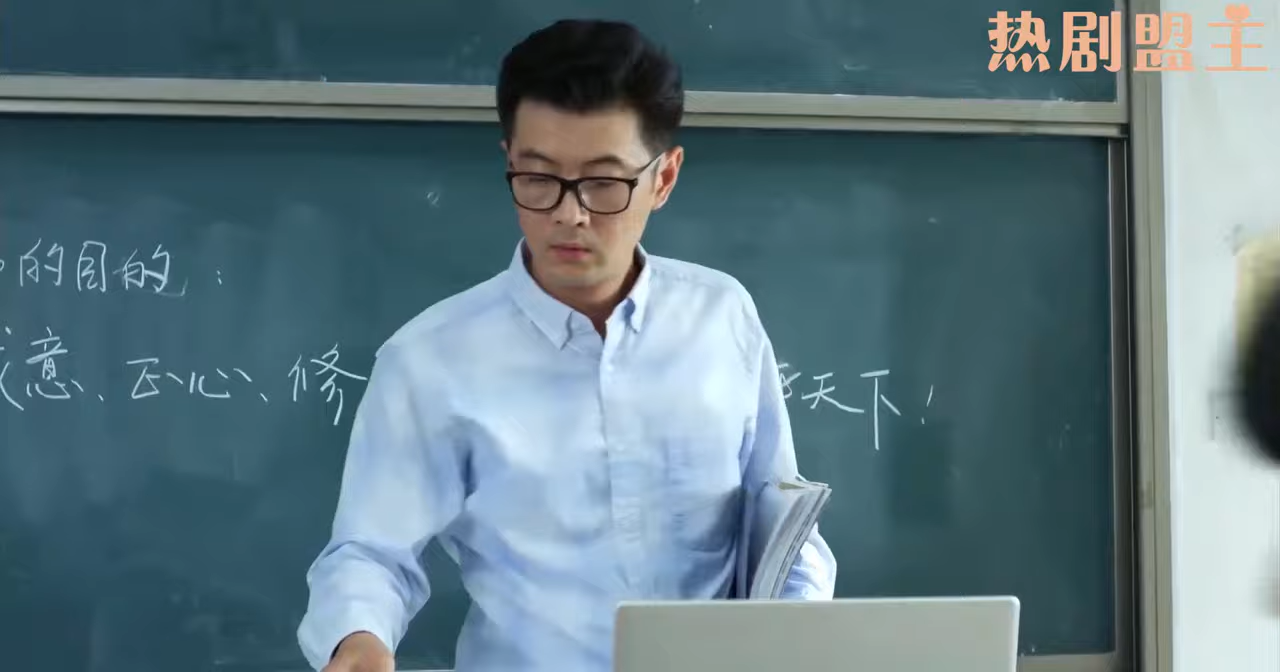 热剧盟主
的目的：
意、正心、修
天下！